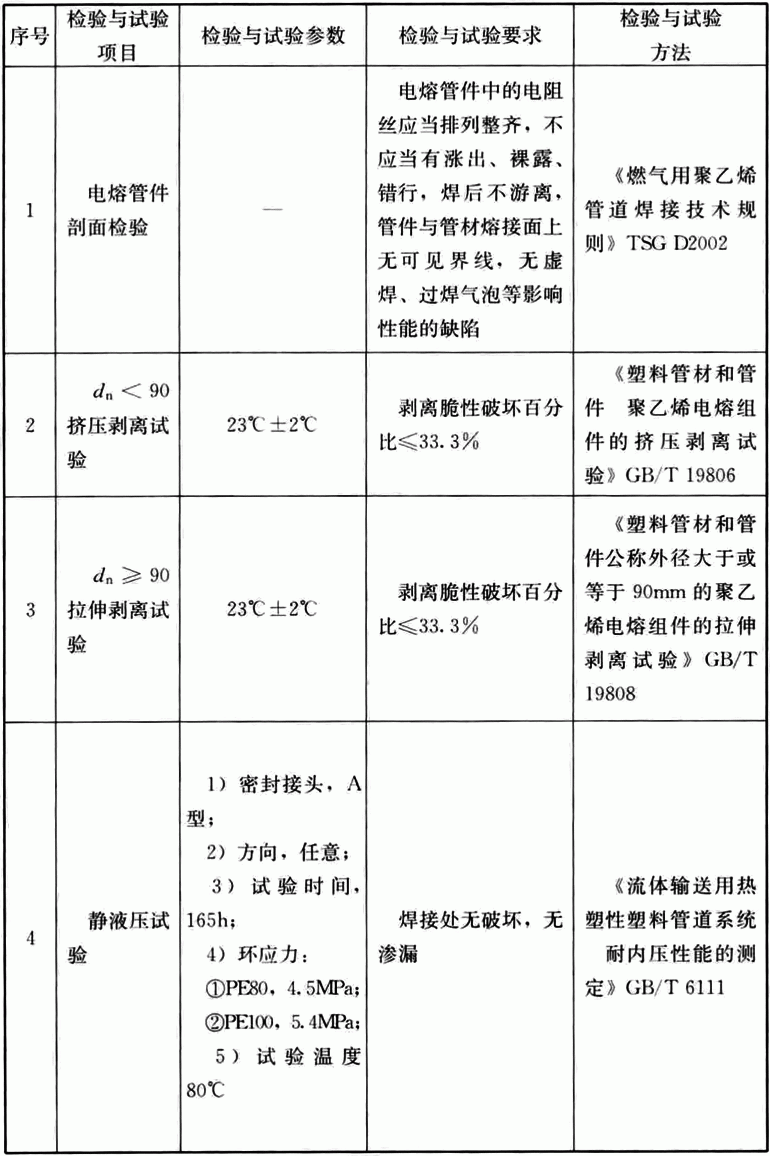 序号
检验与试验
项目
检验与试验参数
检验与试验要求
检验与试验
方法
1
电熔管件
剖面检验
—
电熔管件中的电阻
丝应当排列整齐，不
应当有涨出、裸露、
错行，焊后不游离，
管件与管材熔接面上
无可见界线，无虚
焊、过焊气泡等影响
性能的缺陷
《燃气用聚乙烯
管道焊接技术规
则》TSG D2002
2
dn < 90
挤压剥离试
验
23℃±2℃
剥离脆性破坏百分
比≤33.3%
《塑料管材和管
件 聚乙烯电熔组
件的挤压剥离试
验》GB/T 19806
3
dn ≥ 90
拉伸剥离试
验
23℃±2℃
剥离脆性破坏百分
比≤33.3%
《塑料管材和管
件公称外径大于或
等于 90mm 的聚乙
烯电熔组件的拉伸
剥离试验》GB/T
19808
4
静液压试
验
1）密封接头，A
型；
2）方向，任意；
3）试验时间，
165h；
4）环应力：
①PE80，4.5MPa；
②PE100，5.4MPa；
5）试验温度
80℃
焊接处无破坏，无
渗漏
《流体输送用热
塑性塑料管道系统
耐内压性能的测
定》GB/T 6111